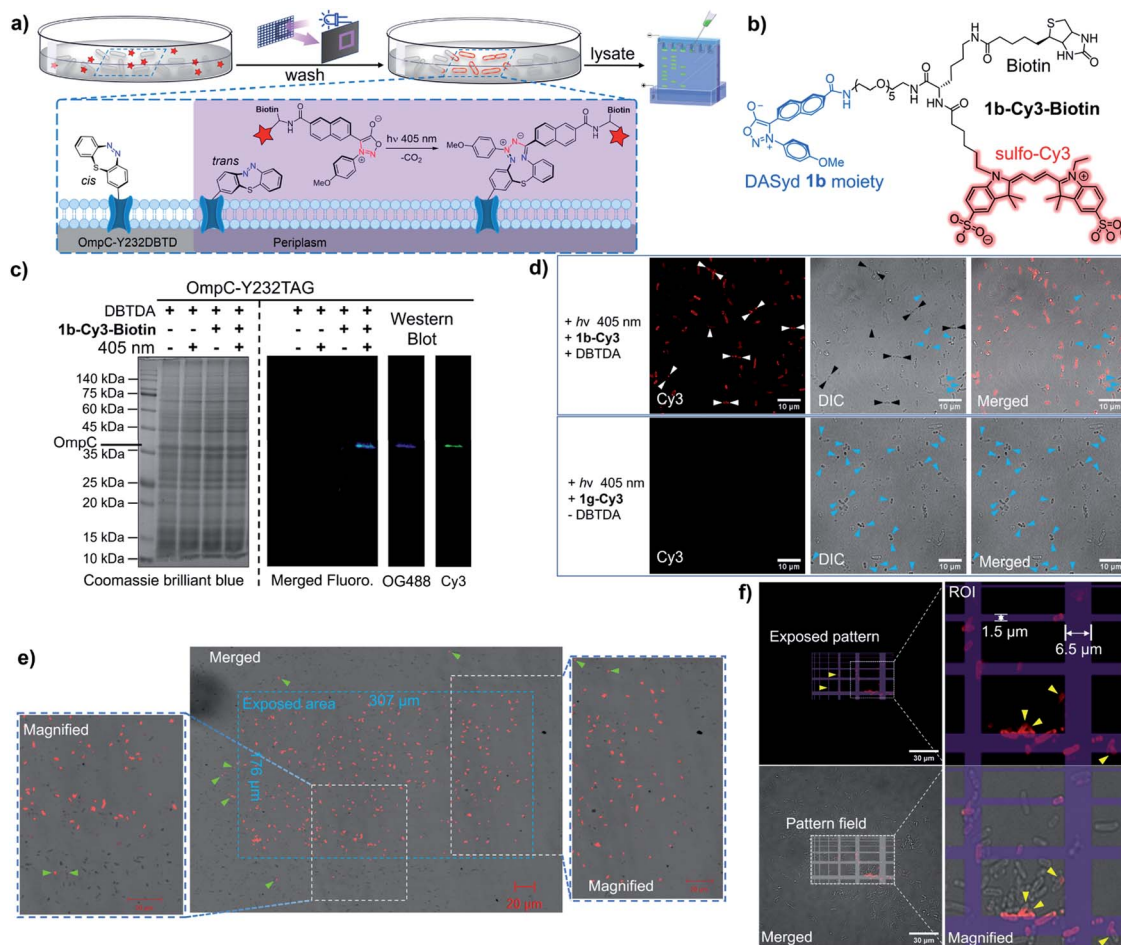 a)
wash
lysate
Biotin
N
H
O
O⁻
N
N⁺
MeO
hν 405 nm
-CO₂
Biotin
MeO
cis
trans
OmpC-Y232DBTD
Periplasm
b)
Biotin
1b-Cy3-Biotin
DASyd 1b moiety
OMe
sulfo-Cy3
c)
OmpC-Y232TAG
DBTDA + + + + + + + +
1b-Cy3-Biotin - - + + - - + +
405 nm - + - + - + - +
Western
Blot
140 kDa
75 kDa
60 kDa
45 kDa
OmpC
35 kDa
25 kDa
20 kDa
15 kDa
10 kDa
Coomassie brilliant blue
Merged Fluoro.
OG488
Cy3
d)
+ hν 405 nm
+ 1b-Cy3
+ DBTDA
Cy3
10 μm
DIC
10 μm
Merged
10 μm
+ hν 405 nm
+ 1g-Cy3
- DBTDA
Cy3
10 μm
DIC
10 μm
Merged
10 μm
e)
Magnified
Merged
Exposed area
307 μm
176 μm
20 μm
Magnified
f)
Exposed pattern
30 μm
ROI
1.5 μm
6.5 μm
Pattern field
Merged
30 μm
Magnified